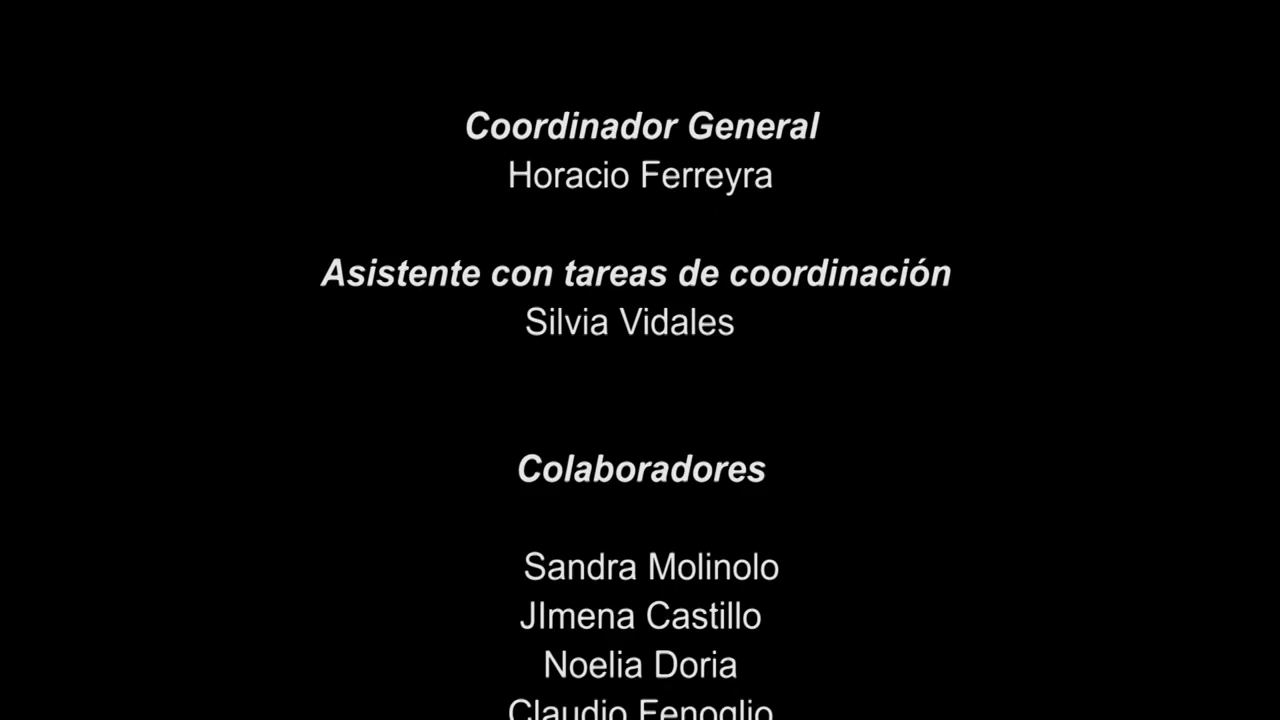 Coordinador General
Horacio Ferreyra
Asistente con tareas de coordinación
Silvia Vidales
Colaboradores
Sandra Molinolo
JImena Castillo
Noelia Doria
Claudio Fenoglio